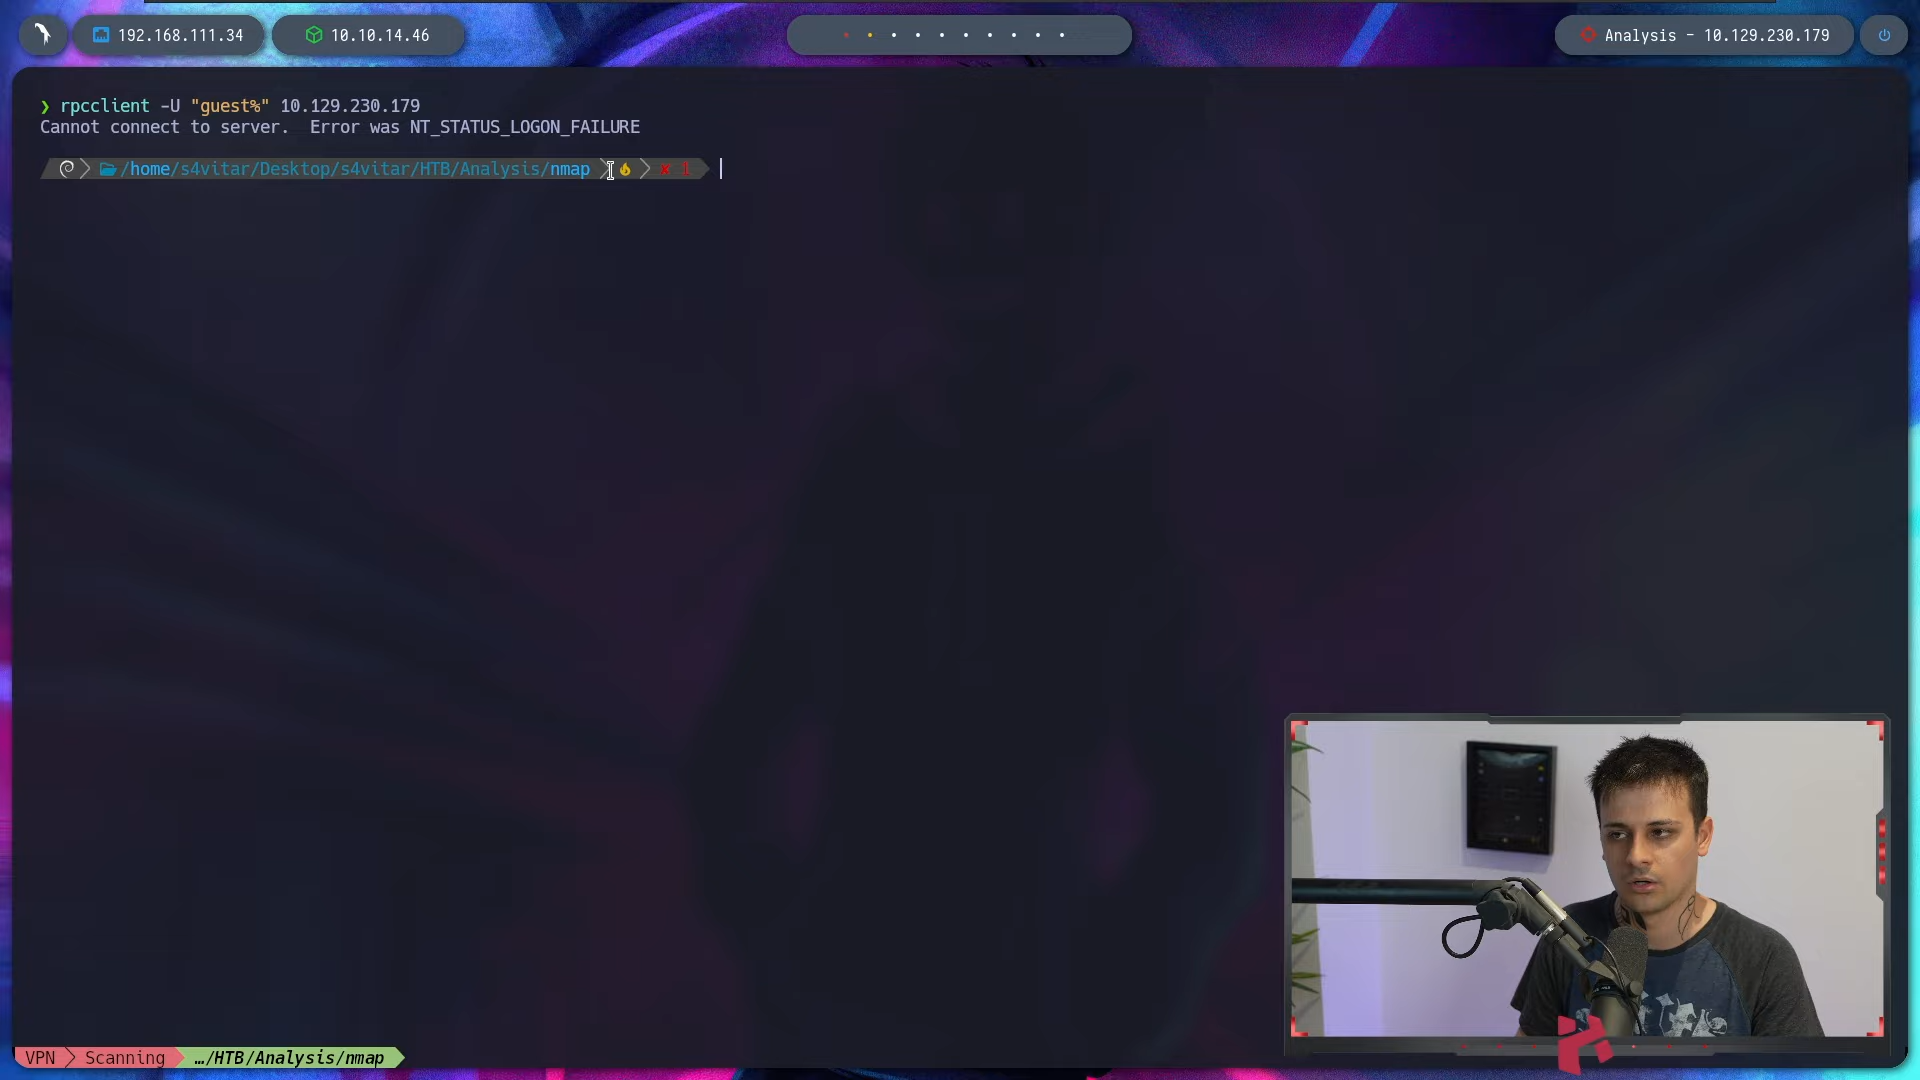 192.168.111.34
10.10.14.46
Analysis - 10.129.230.179
❯ rpcclient -U "guest%" 10.129.230.179
Cannot connect to server.  Error was NT_STATUS_LOGON_FAILURE
/home/s4vitar/Desktop/s4vitar/HTB/Analysis/nmap
VPN Scanning …/HTB/Analysis/nmap